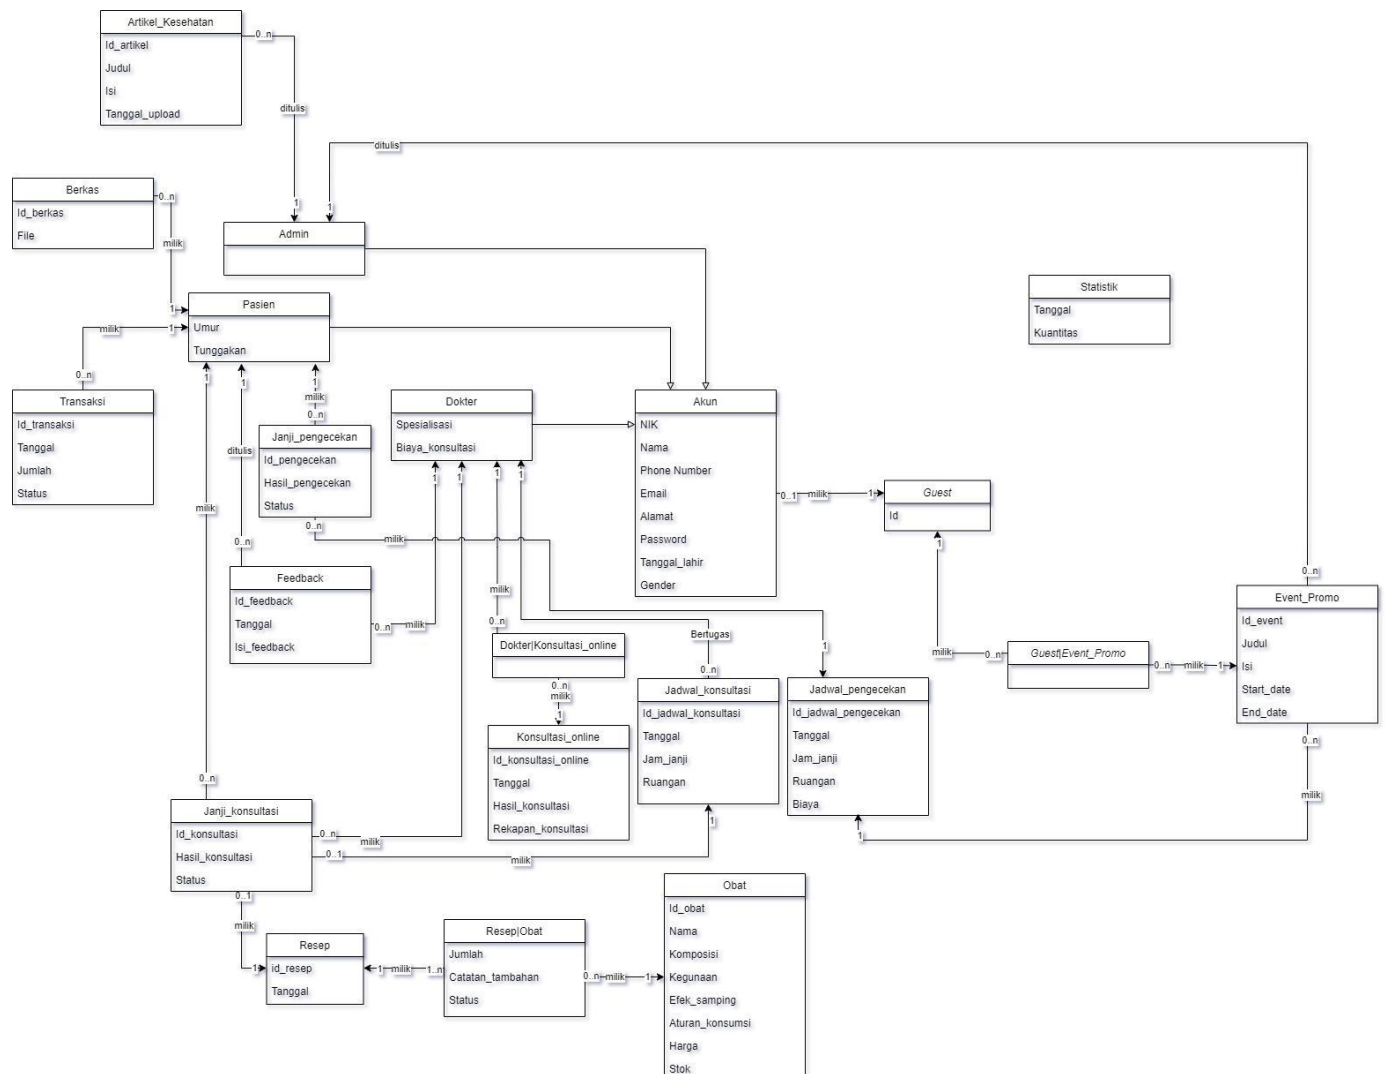 Artikel_Kesehatan
Id_artikel
Judul
Isi
Tanggal_upload
0..n
ditulis
1
ditulis
1
Berkas
Id_berkas
File
0..n
milik
1
Admin
Statistik
Tanggal
Kuantitas
Pasien
Umur
Tunggakan
milik
1
0..n
Transaksi
Id_transaksi
Tanggal
Jumlah
Status
1
1
1
milik
0..n
Janji_pengecekan
Id_pengecekan
Hasil_pengecekan
Status
0..n
milik
ditulis
milik
Dokter
Spesialisasi
Biaya_konsultasi
1
1
1
1
Akun
NIK
Nama
Phone Number
Email
Alamat
Password
Tanggal_lahir
Gender
0..1
milik
1
Guest
Id
1
0..n
Feedback
Id_feedback
Tanggal
Isi_feedback
0..n
milik
milik
0..n
Dokter|Konsultasi_online
0..n
milik
1
Bertugas
0..n
1
milik
0..n
Guest|Event_Promo
0..n
milik
1
0..n
Event_Promo
Id_event
Judul
Isi
Start_date
End_date
0..n
milik
1
Jadwal_konsultasi
Id_jadwal_konsultasi
Tanggal
Jam_janji
Ruangan
1
Jadwal_pengecekan
Id_jadwal_pengecekan
Tanggal
Jam_janji
Ruangan
Biaya
Konsultasi_online
Id_konsultasi_online
Tanggal
Hasil_konsultasi
Rekapan_konsultasi
0..n
Janji_konsultasi
Id_konsultasi
Hasil_konsultasi
Status
0..n
milik
0..1
milik
0..1
milik
1
Resep
id_resep
Tanggal
1
milik
1..n
Resep|Obat
Jumlah
Catatan_tambahan
Status
0..n
milik
1
Obat
Id_obat
Nama
Komposisi
Kegunaan
Efek_samping
Aturan_konsumsi
Harga
Stok